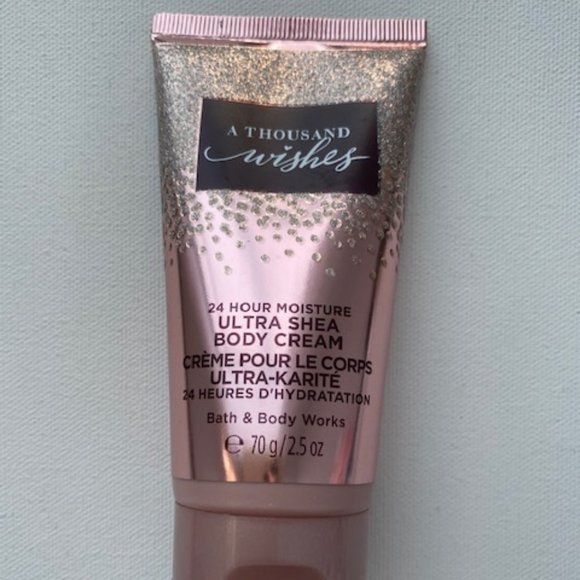 A THOUSAND
wishes
24 HOUR MOISTURE
ULTRA SHEA
BODY CREAM
CRÈME POUR LE CORPS
ULTRA-KARITÉ
24 HEURES D'HYDRATATION
Bath & Body Works
℮ 70 g/2.5 oz